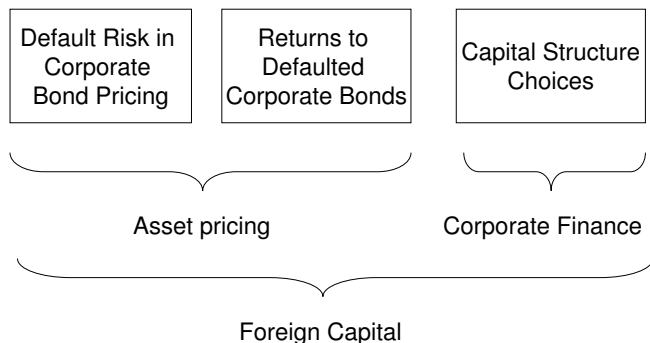 Default Risk in
Corporate
Bond Pricing
Returns to
Defaulted
Corporate Bonds
Capital Structure
Choices
Asset pricing
Corporate Finance
Foreign Capital